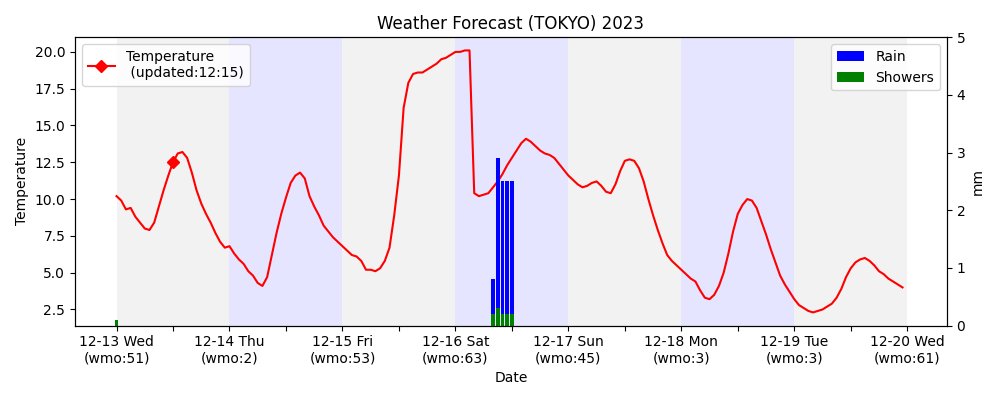 Weather Forecast (TOKYO) 2023
Temperature
(updated:12:15)
Rain
Showers
20.0
17.5
15.0
12.5
10.0
7.5
5.0
2.5
Temperature
5
4
3
2
1
0
mm
12-13 Wed
(wmo:51)
12-14 Thu
(wmo:2)
12-15 Fri
(wmo:53)
12-16 Sat
(wmo:63)
12-17 Sun
(wmo:45)
12-18 Mon
(wmo:3)
12-19 Tue
(wmo:3)
12-20 Wed
(wmo:61)
Date